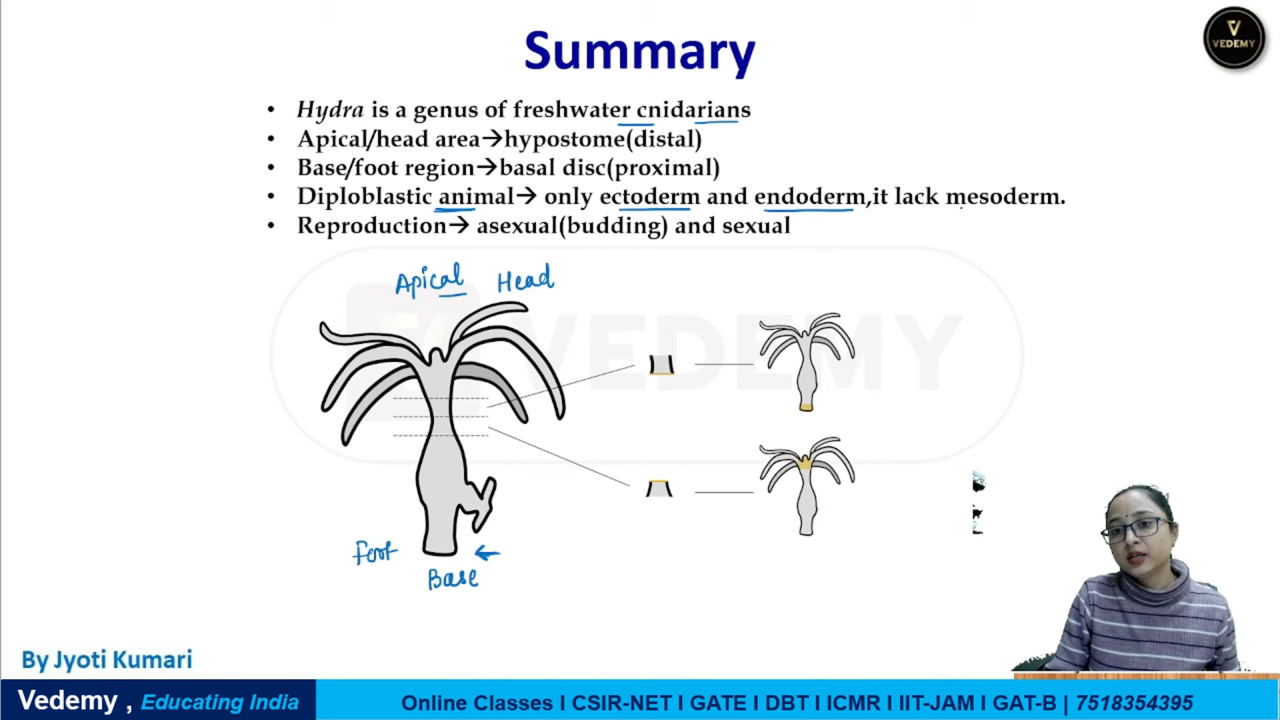 Summary
VEDEMY
• Hydra is a genus of freshwater cnidarians
• Apical/head area→hypostome(distal)
• Base/foot region→basal disc(proximal)
• Diploblastic animal→ only ectoderm and endoderm,it lack mesoderm.
• Reproduction→ asexual(budding) and sexual
Apical Head
VEDEMY
Foot
Base
By Jyoti Kumari
Vedemy , Educating India
Online Classes I CSIR-NET I GATE I DBT I ICMR I IIT-JAM I GAT-B | 7518354395